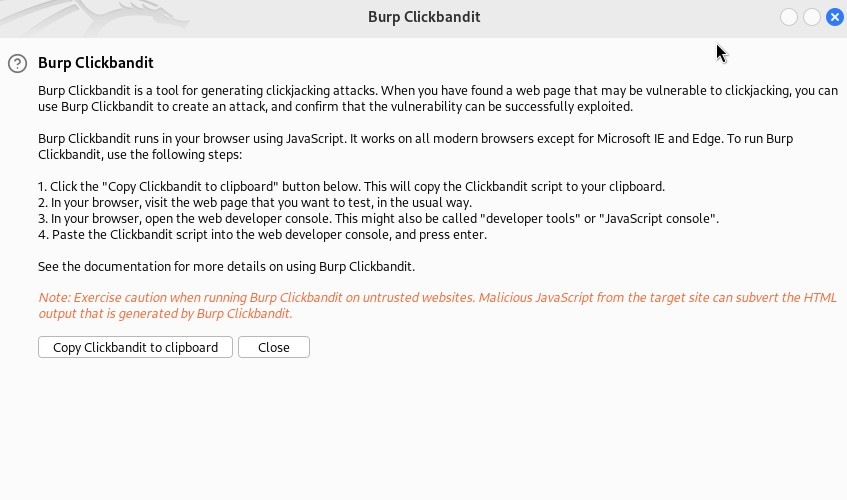 Burp Clickbandit
Burp Clickbandit
Burp Clickbandit is a tool for generating clickjacking attacks. When you have found a web page that may be vulnerable to clickjacking, you can
use Burp Clickbandit to create an attack, and confirm that the vulnerability can be successfully exploited.
Burp Clickbandit runs in your browser using JavaScript. It works on all modern browsers except for Microsoft IE and Edge. To run Burp
Clickbandit, use the following steps:
1. Click the "Copy Clickbandit to clipboard" button below. This will copy the Clickbandit script to your clipboard.
2. In your browser, visit the web page that you want to test, in the usual way.
3. In your browser, open the web developer console. This might also be called "developer tools" or "JavaScript console".
4. Paste the Clickbandit script into the web developer console, and press enter.
See the documentation for more details on using Burp Clickbandit.
Note: Exercise caution when running Burp Clickbandit on untrusted websites. Malicious JavaScript from the target site can subvert the HTML
output that is generated by Burp Clickbandit.
Copy Clickbandit to clipboard Close